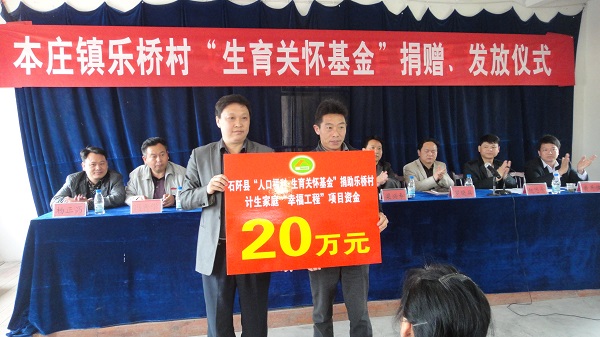 本庄镇乐桥村“生育关怀基金”捐赠、发放仪式
石阡县“人口福利 生育关怀基金”捐助乐桥村
计生家庭“幸福工程”项目资金
20万元